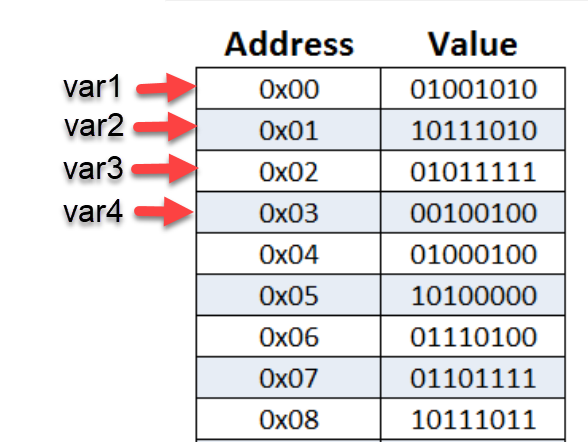 Address Value
var1 0x00 01001010
var2 0x01 10111010
var3 0x02 01011111
var4 0x03 00100100
0x04 01000100
0x05 10100000
0x06 01110100
0x07 01101111
0x08 10111011